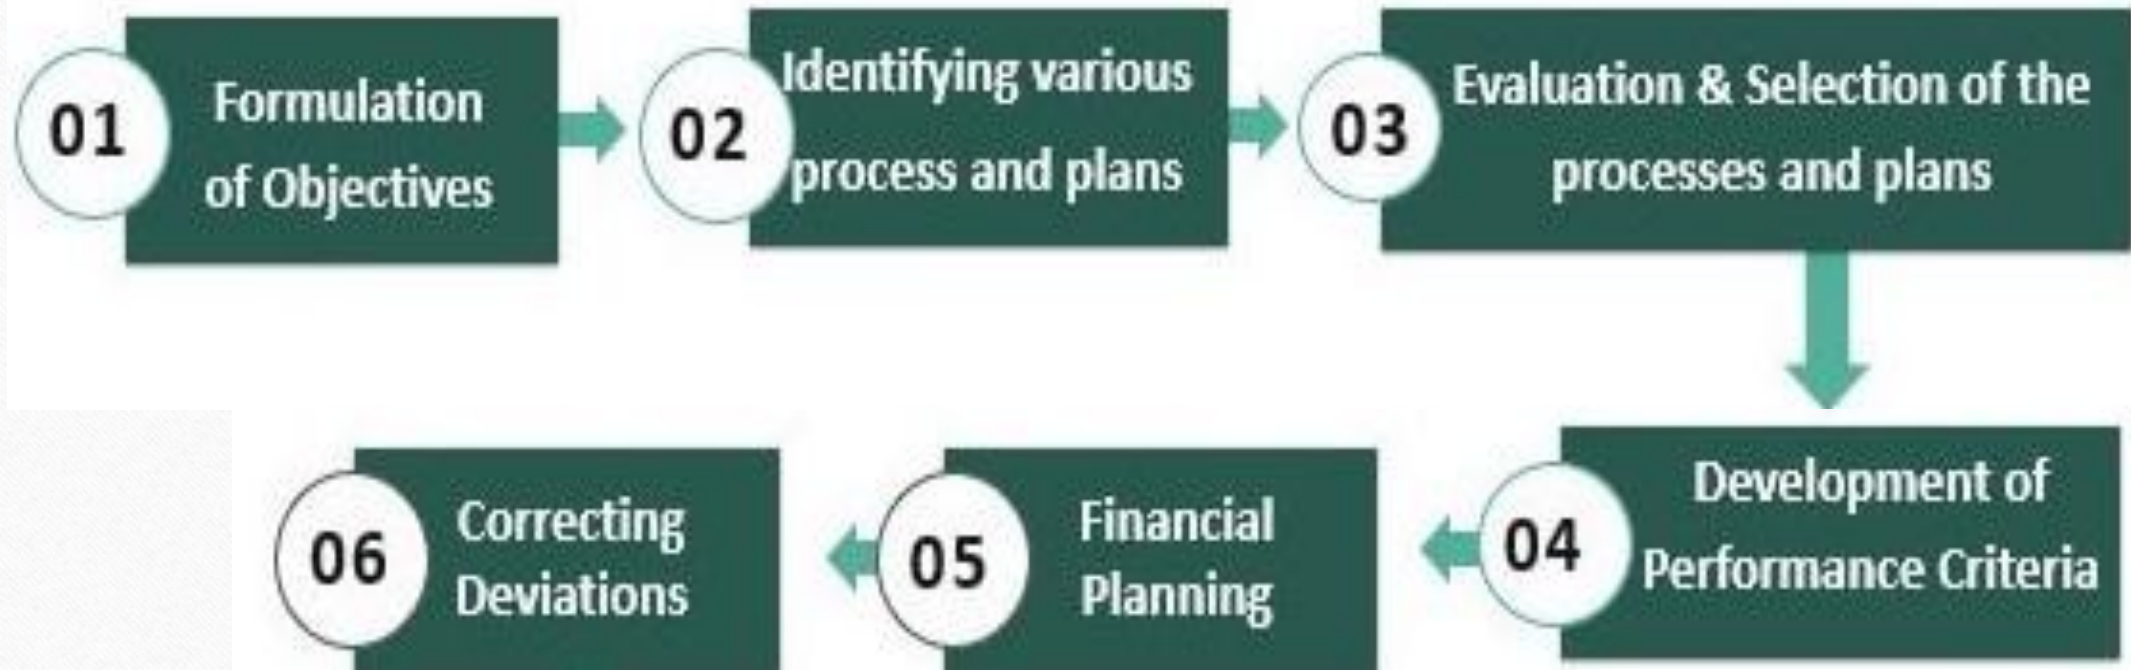 01
Formulation
of Objectives
02
Identifying various
process and plans
03
Evaluation & Selection of the
processes and plans
04
Development of
Performance Criteria
05
Financial
Planning
06
Correcting
Deviations